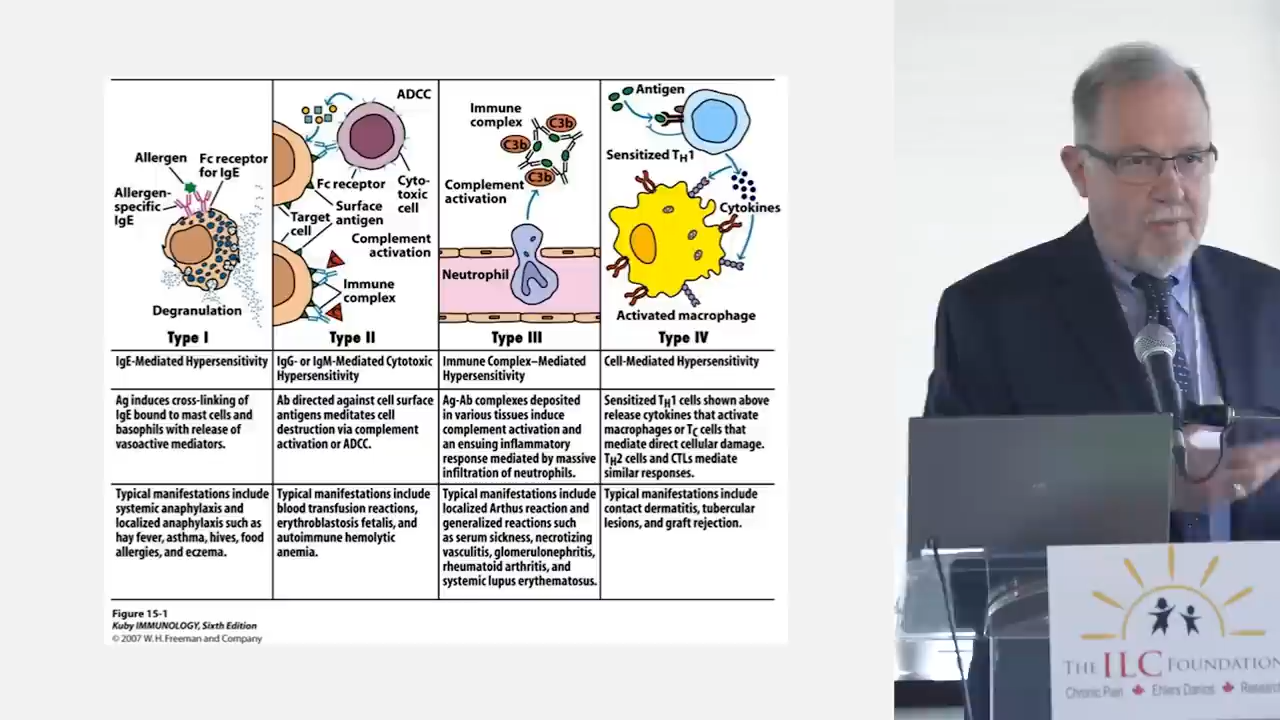 Allergen
Fc receptor
for IgE
Allergen-
specific
IgE
Degranulation
Type I
ADCC
Fc receptor
Cyto-
toxic
cell
Surface
antigen
Target
cell
Complement
activation
Immune
complex
Type II
Immune
complex
C3b
C3b
C3b
Complement
activation
Neutrophil
Type III
Antigen
Sensitized TH1
Cytokines
Activated macrophage
Type IV
IgE-Mediated Hypersensitivity
IgG- or IgM-Mediated Cytotoxic
Hypersensitivity
Immune Complex–Mediated
Hypersensitivity
Cell-Mediated Hypersensitivity
Ag induces cross-linking of
IgE bound to mast cells and
basophils with release of
vasoactive mediators.
Ab directed against cell surface
antigens meditates cell
destruction via complement
activation or ADCC.
Ag-Ab complexes deposited
in various tissues induce
complement activation and
an ensuing inflammatory
response mediated by massive
infiltration of neutrophils.
Sensitized TH1 cells shown above
release cytokines that activate
macrophages or TC cells that
mediate direct cellular damage.
TH2 cells and CTLs mediate
similar responses.
Typical manifestations include
systemic anaphylaxis and
localized anaphylaxis such as
hay fever, asthma, hives, food
allergies, and eczema.
Typical manifestations include
blood transfusion reactions,
erythroblastosis fetalis, and
autoimmune hemolytic
anemia.
Typical manifestations include
localized Arthus reaction and
generalized reactions such
as serum sickness, necrotizing
vasculitis, glomerulonephritis,
rheumatoid arthritis, and
systemic lupus erythematosus.
Typical manifestations include
contact dermatitis, tubercular
lesions, and graft rejection.
Figure 15-1
Kuby IMMUNOLOGY, Sixth Edition
© 2007 W. H. Freeman and Company
THE ILC FOUNDATION
Chronic Pain Ehlers Danlos Research